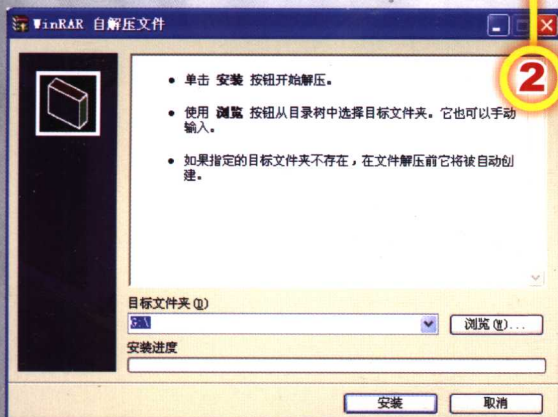 WinRAR 自解压文件
2
• 单击 安装 按钮开始解压。
• 使用 浏览 按钮从目录树中选择目标文件夹。它也可以手动
输入。
• 如果指定的目标文件夹不存在，在文件解压前它将被自动创
建。
目标文件夹(D)
G:\
浏览(W)...
安装进度
安装
取消